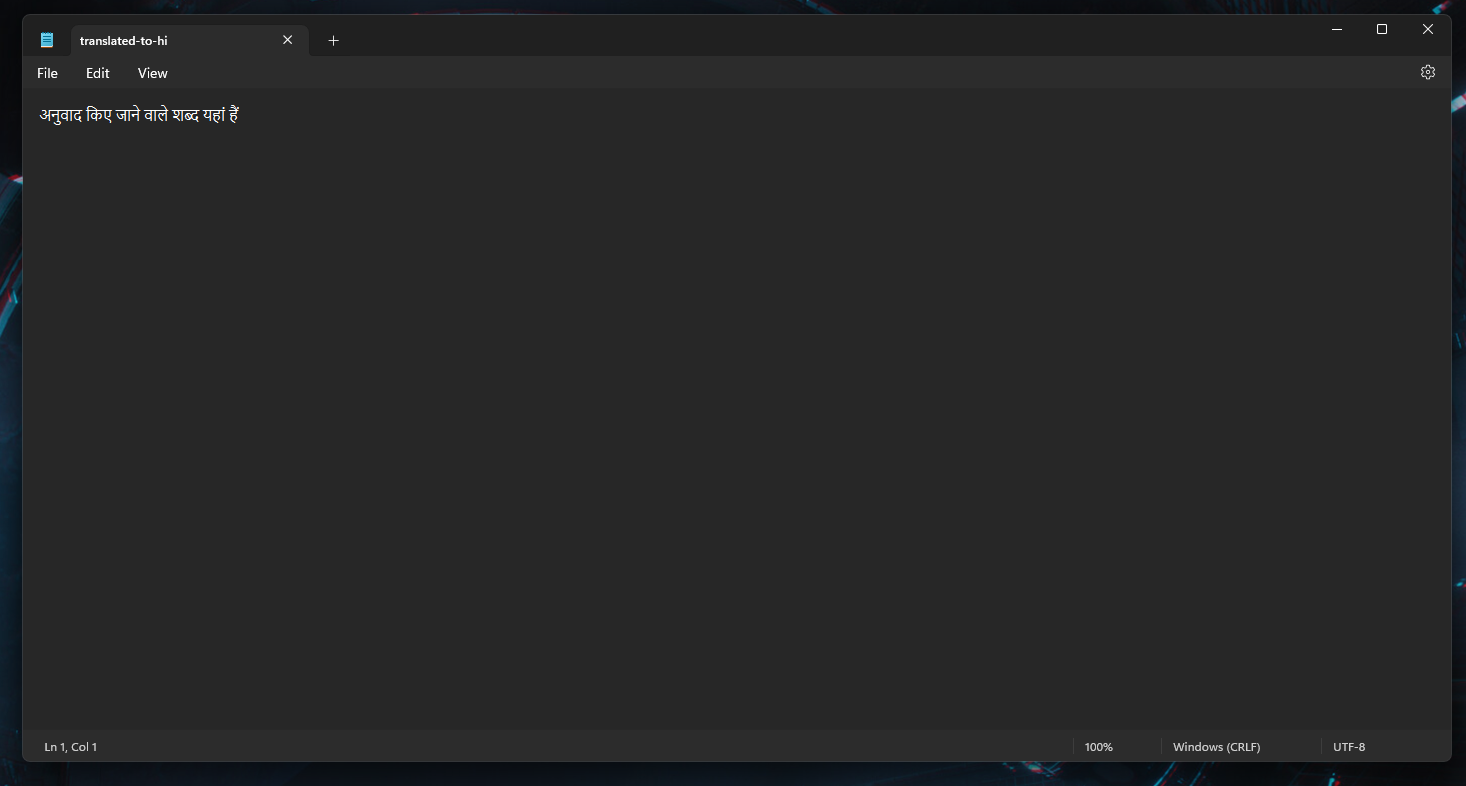 translated-to-hi
File Edit View
अनुवाद किए जाने वाले शब्द यहां हैं
Ln 1, Col 1 100% Windows (CRLF) UTF-8